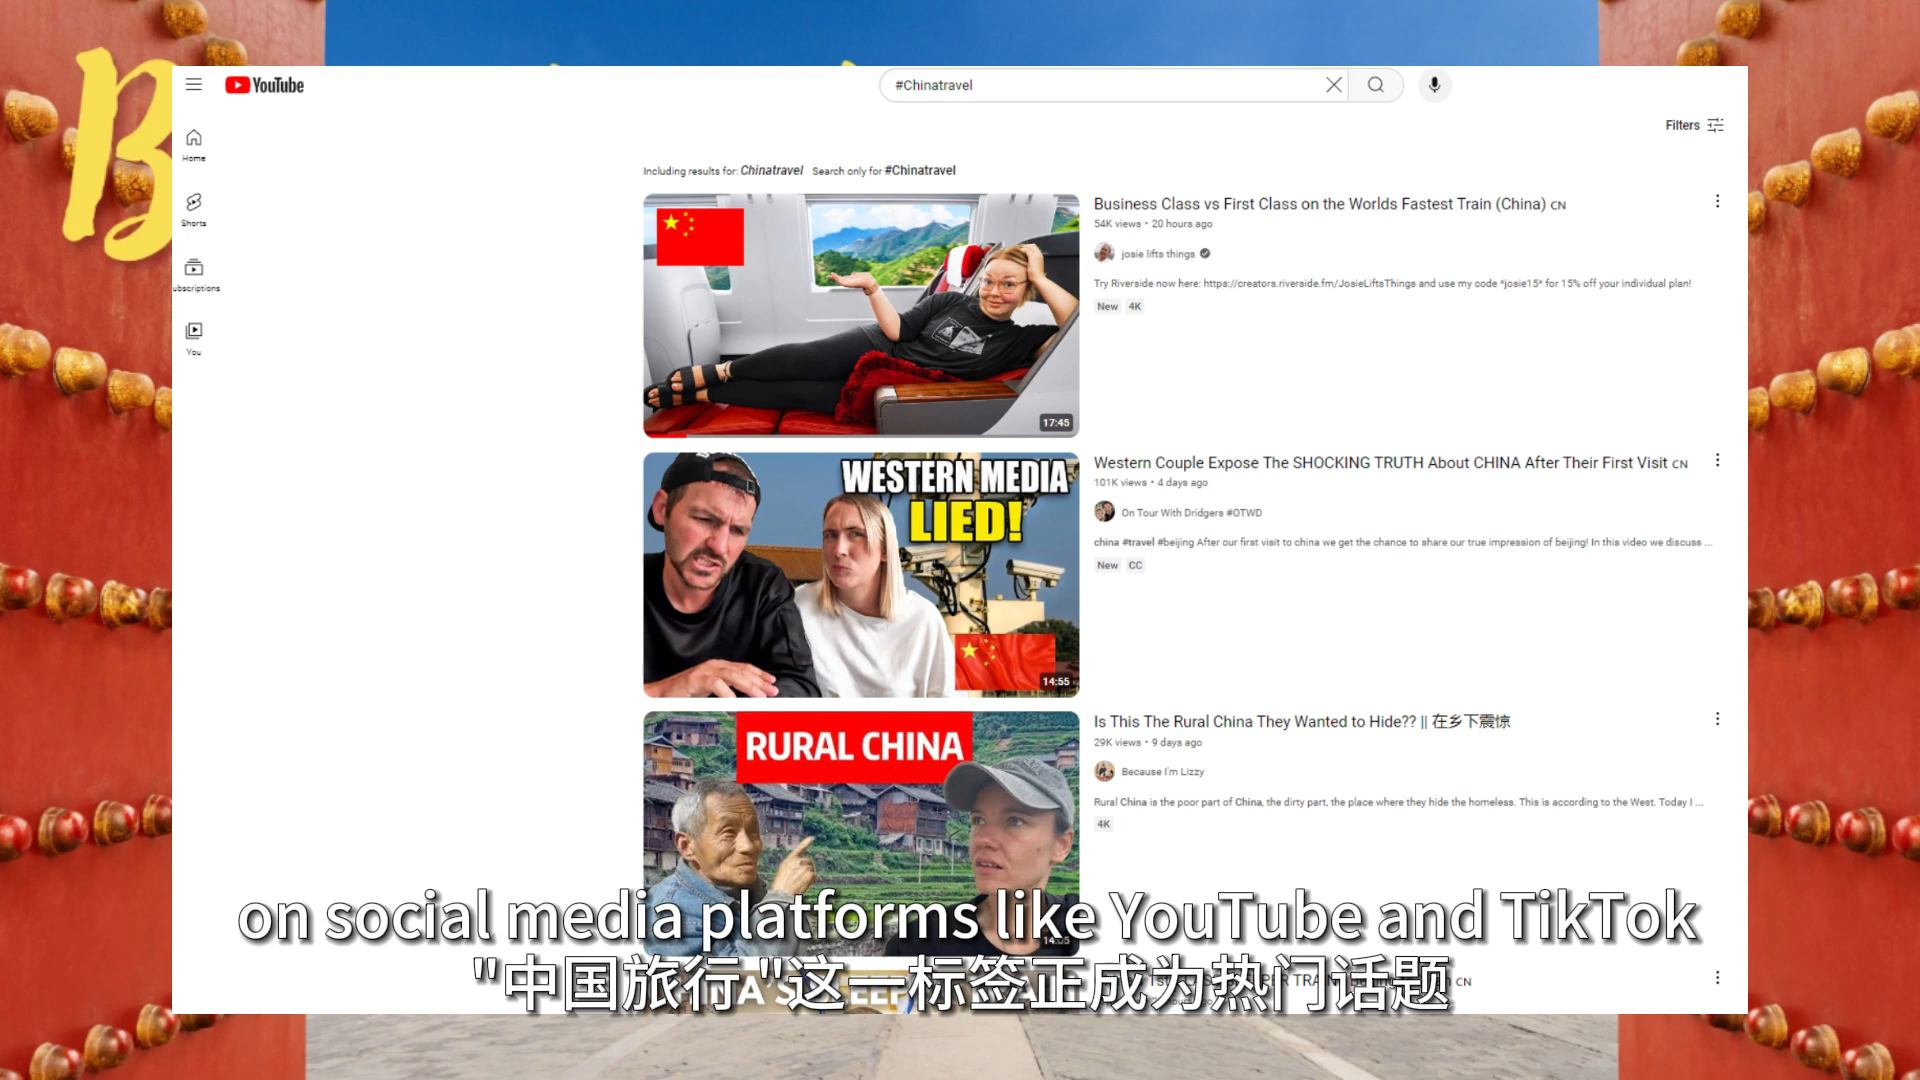 B
YouTube
#Chinatravel
Filters
Home
Shorts
ubscriptions
You
Including results for: Chinatravel Search only for #Chinatravel
17:45
Business Class vs First Class on the Worlds Fastest Train (China) CN
54K views • 20 hours ago
josie lifts things
Try Riverside now here: https://creators.riverside.fm/JosieLiftsThings and use my code *josie15* for 15% off your individual plan!
New 4K
WESTERN MEDIA
LIED!
14:55
Western Couple Expose The SHOCKING TRUTH About CHINA After Their First Visit CN
101K views • 4 days ago
On Tour With Dridgers #OTWD
china #travel #beijing After our first visit to china we get the chance to share our true impression of beijing! In this video we discuss ...
New CC
RURAL CHINA
14:05
Is This The Rural China They Wanted to Hide?? || 在乡下震惊
29K views • 9 days ago
Because I'm Lizzy
Rural China is the poor part of China, the dirty part, the place where they hide the homeless. This is according to the West. Today I ...
4K
CN
on social media platforms like YouTube and TikTok
"中国旅行"这一标签正成为热门话题